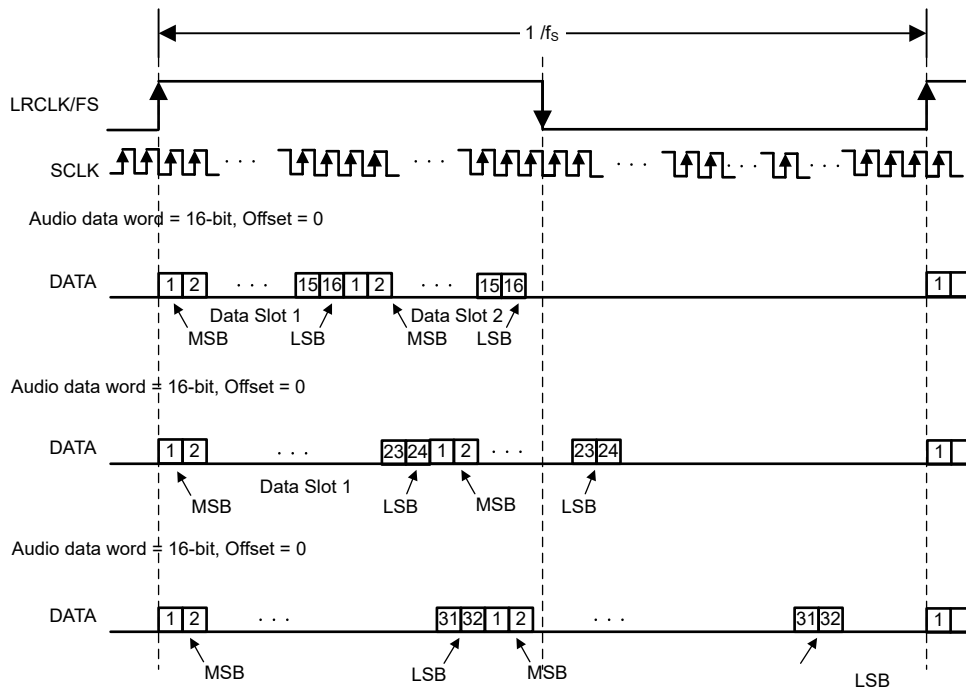 1 /fS
LRCLK/FS
SCLK . . . . . . . . . . . . . . .
Audio data word = 16-bit, Offset = 0
DATA 1 2 . . . 15 16 1 2 . . . 15 16 1
Data Slot 1 Data Slot 2
MSB LSB MSB LSB
Audio data word = 16-bit, Offset = 0
DATA 1 2 . . . 23 24 1 2 . . . 23 24 1
Data Slot 1
MSB LSB MSB LSB
Audio data word = 16-bit, Offset = 0
DATA 1 2 . . . 31 32 1 2 . . . 31 32 1
MSB LSB MSB LSB